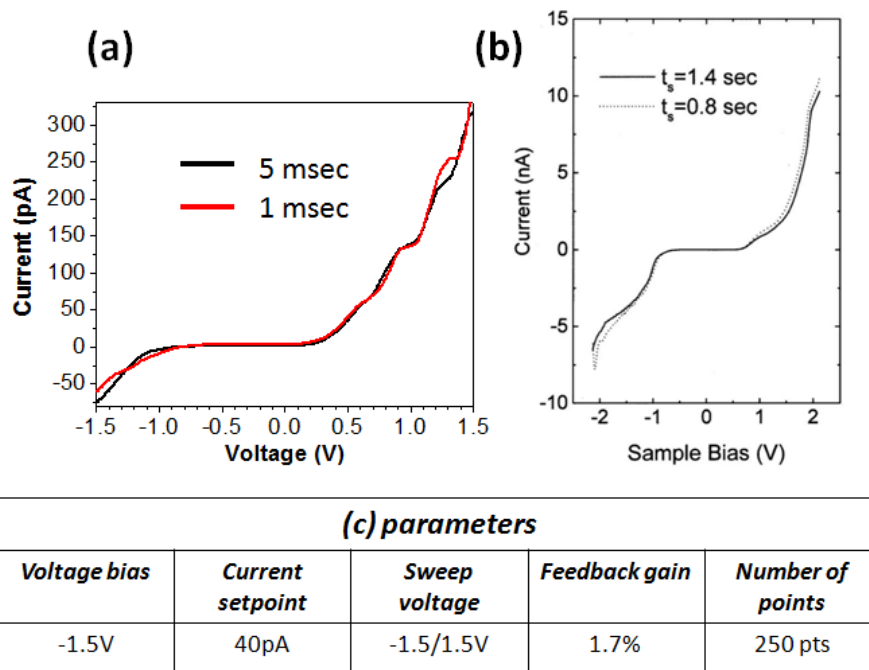 (a)
300
250
200
150
100
50
0
-50
Current (pA)
5 msec
1 msec
-1.5 -1.0 -0.5 0.0 0.5 1.0 1.5
Voltage (V)
(b)
15
10
5
0
-5
-10
Current (nA)
t_s=1.4 sec
t_s=0.8 sec
-2 -1 0 1 2
Sample Bias (V)
(c) parameters
Voltage bias Current setpoint Sweep voltage Feedback gain Number of points
-1.5V 40pA -1.5/1.5V 1.7% 250 pts